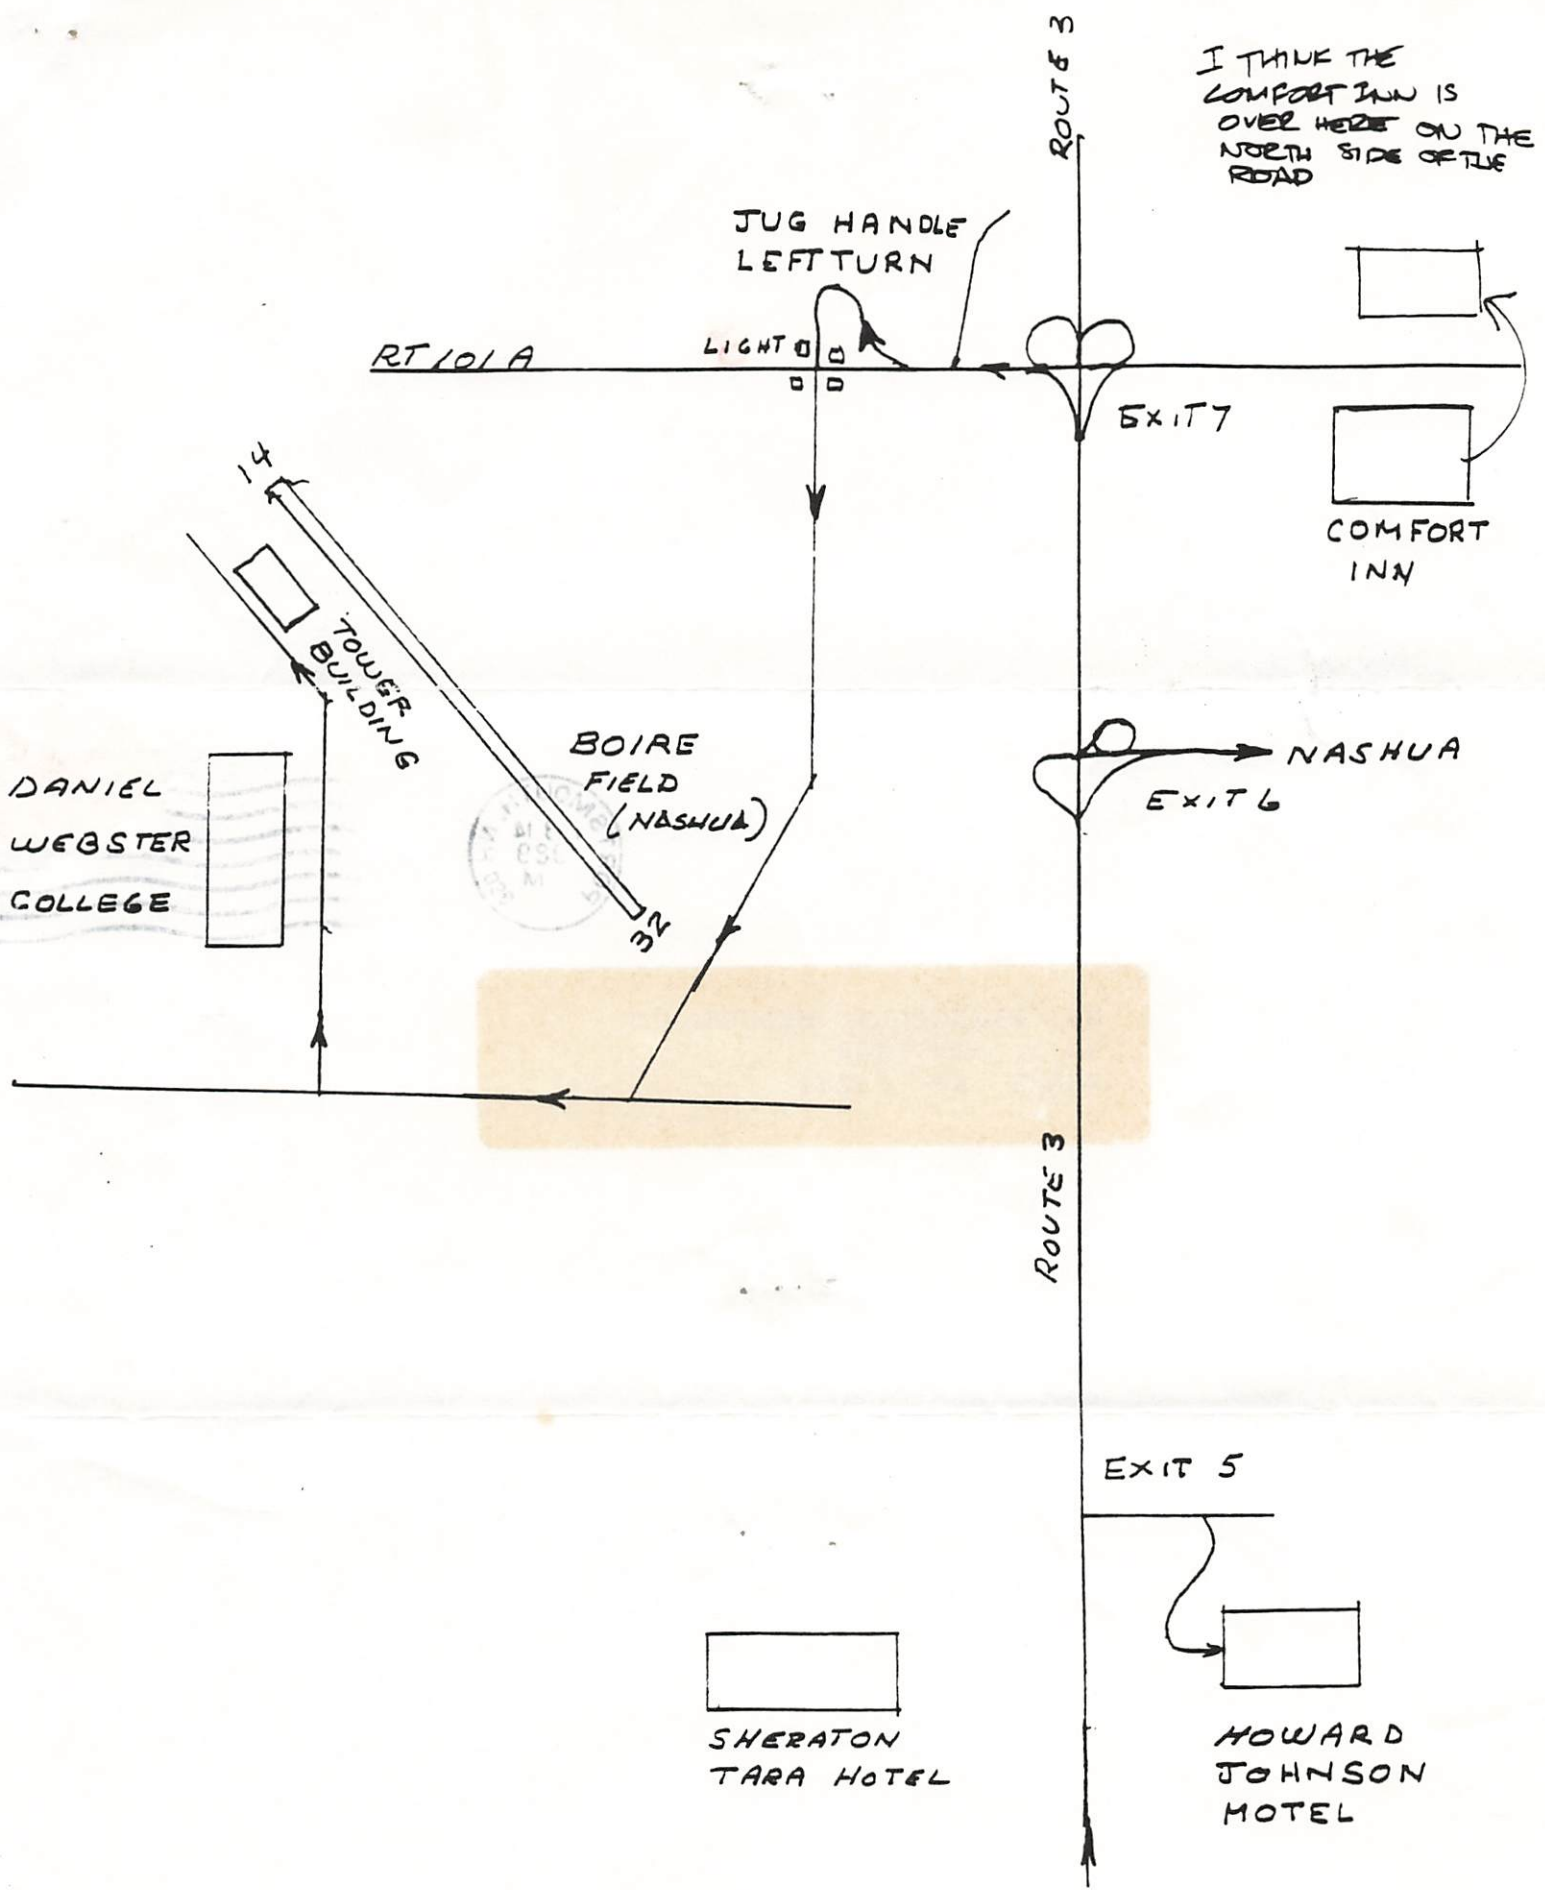 ROUTE 3
I THINK THE
COMFORT INN IS
OVER HERE ON THE
NORTH SIDE OF THE
ROAD
JUG HANDLE
LEFT TURN
LIGHT
RT 101A
EXIT 7
COMFORT
INN
14
TOWER
BUILDING
BOIRE
FIELD
(NASHUA)
32
NASHUA
EXIT 6
DANIEL
WEBSTER
COLLEGE
ROUTE 3
EXIT 5
SHERATON
TARA HOTEL
HOWARD
JOHNSON
MOTEL